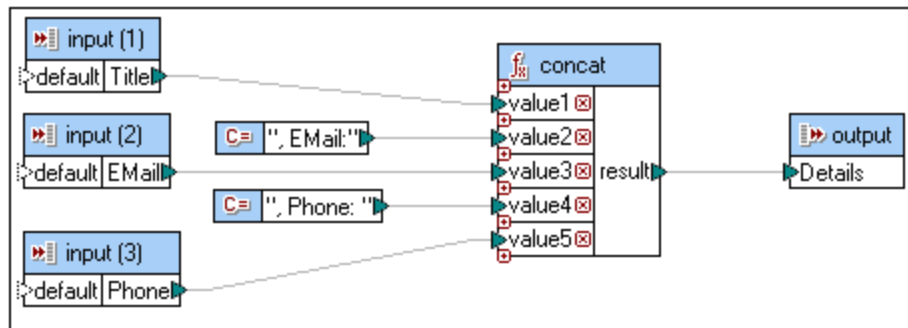 input (1)
default Title
input (2)
default EMail
input (3)
default Phone
C= ", EMail:"
C= ", Phone: "
fx concat
value1
value2
value3 result
value4
value5
output
Details